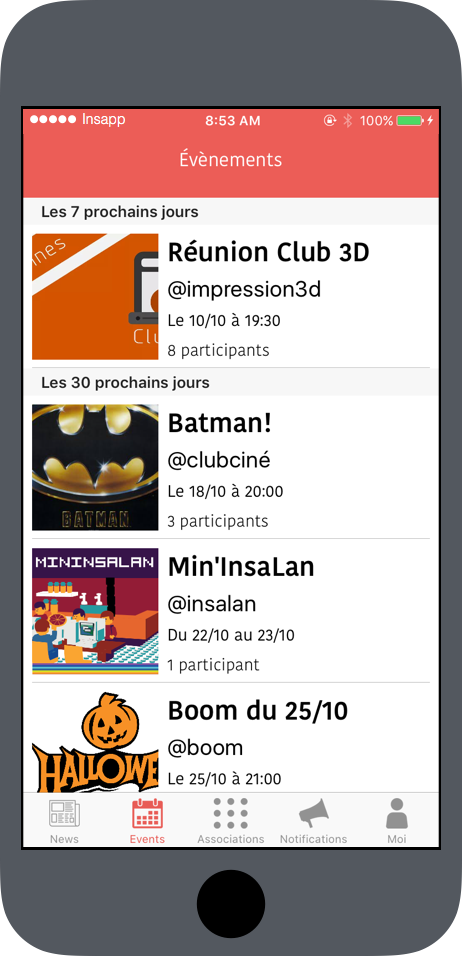 Insapp 8:53 AM 100%
Évènements
Les 7 prochains jours
nes
Clu
Réunion Club 3D
@impression3d
Le 10/10 à 19:30
8 participants
Les 30 prochains jours
BATMAN
Batman!
@clubciné
Le 18/10 à 20:00
3 participants
MININSALAN
Min'InsaLan
@insalan
Du 22/10 au 23/10
1 participant
HALLOWE
Boom du 25/10
@boom
Le 25/10 à 21:00
News Events Associations Notifications Moi